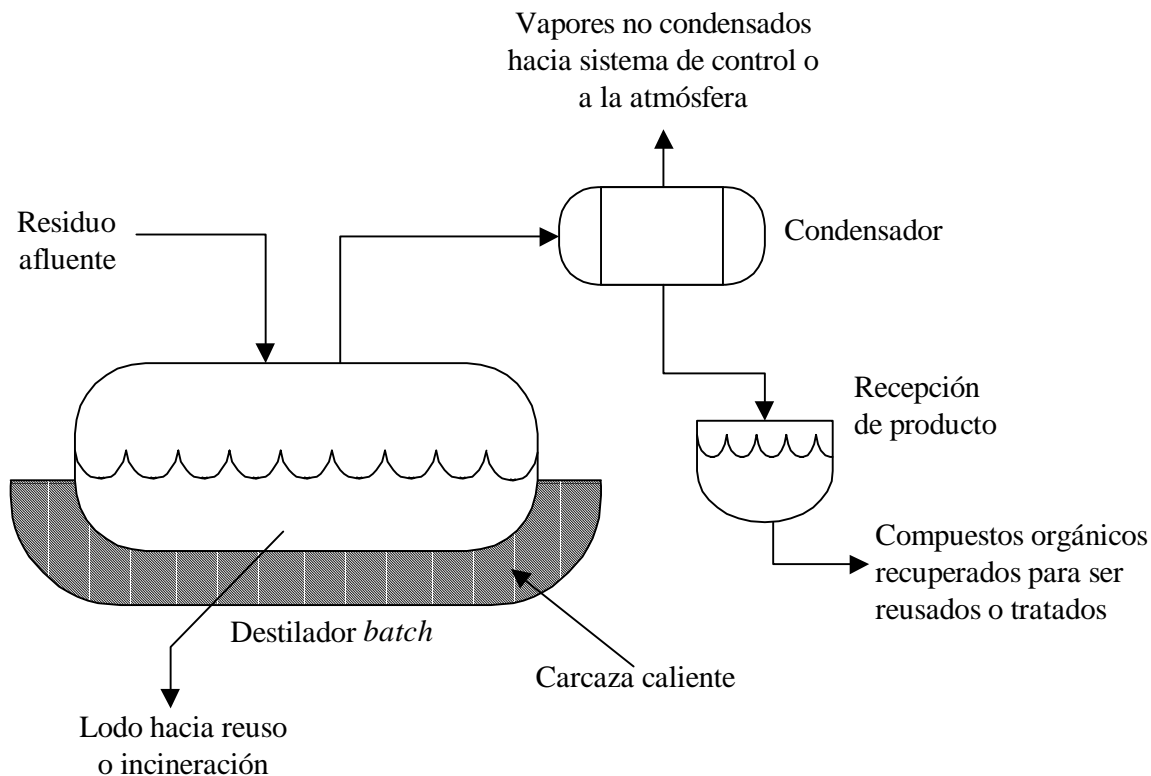 Vapores no condensados
hacia sistema de control o
a la atmósfera
Residuo
afluente
Condensador
Recepción
de producto
Compuestos orgánicos
recuperados para ser
reusados o tratados
Destilador batch
Carcaza caliente
Lodo hacia reuso
o incineración